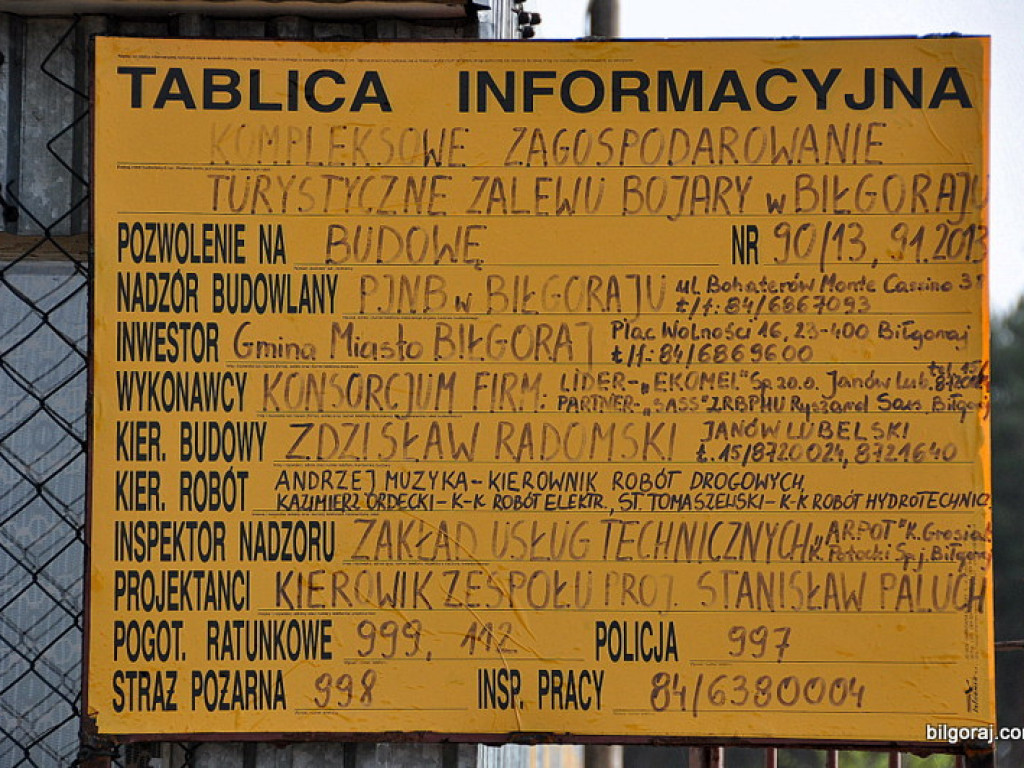 TABLICA INFORMACYJNA
KOMPLEKSOWE ZAGOSPODAROWANIE
TURYSTYCZNE ZALEWU BOJARY w BIŁGORAJU
POZWOLENIE NA BUDOWĘ NR 90/13, 91.2013
NADZÓR BUDOWLANY PJNB w BIŁGORAJU ul. Bohaterów Monte Cassino
t/f: 84/6867093
INWESTOR Gmina Miasto BIŁGORAJ Plac Wolności 16, 23-400 Biłgoraj
t/f: 84/6869600
WYKONAWCY KONSORCJUM FIRM: LIDER-„EKOMEL" Sp.zo.o. Janów Lub.
PARTNER-„SASS" ZRBPHU Ryszard Sass, Biłgoraj
KIER. BUDOWY ZDZISŁAW RADOMSKI JANÓW LUBELSKI
t.15/8720024, 8721640
KIER. ROBÓT ANDRZEJ MUZYKA-KIEROWNIK ROBÓT DROGOWYCH,
KAZIMIERZ ORDECKI-K-K ROBÓT ELEKTR., ST. TOMASZEWSKI-K-K ROBÓT HYDROTECHNICZ
INSPEKTOR NADZORU ZAKŁAD USŁUG TECHNICZNYCH „ARPOT"
K. Potocki Sp.j. Biłgoraj
PROJEKTANCI KIEROWIK ZESPOŁU PROJ. STANISŁAW PALUCH
POGOT. RATUNKOWE 999, 112 POLICJA 997
STRAŻ POŻARNA 998 INSP. PRACY 84/6380004
bilgoraj.com